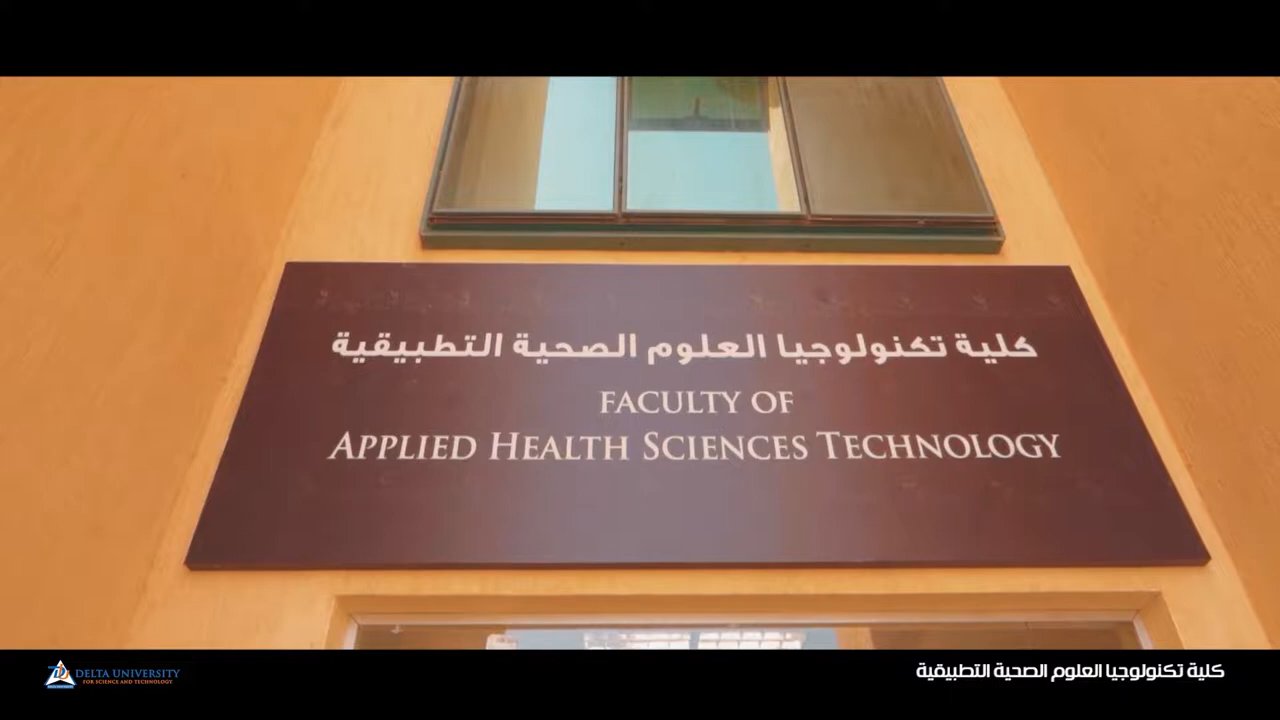 كلية تكنولوجيا العلوم الصحية التطبيقية
FACULTY OF
APPLIED HEALTH SCIENCES TECHNOLOGY
DELTA UNIVERSITY
FOR SCIENCE AND TECHNOLOGY
كلية تكنولوجيا العلوم الصحية التطبيقية